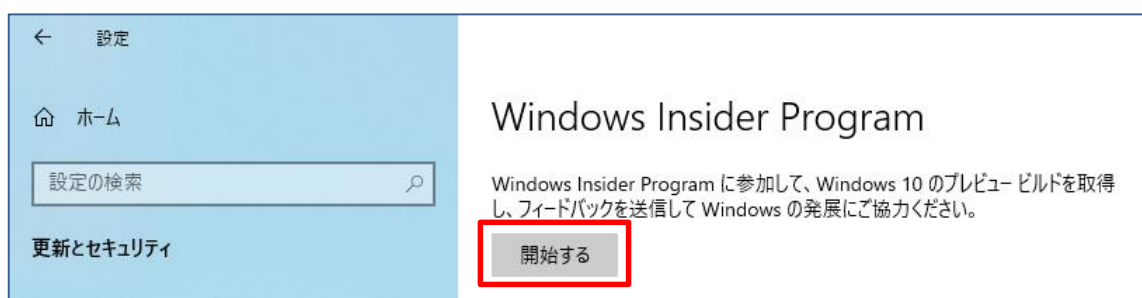 設定
ホーム
設定の検索
更新とセキュリティ
Windows Insider Program
Windows Insider Program に参加して、Windows 10 のプレビュー ビルドを取得
し、フィードバックを送信して Windows の発展にご協力ください。
開始する